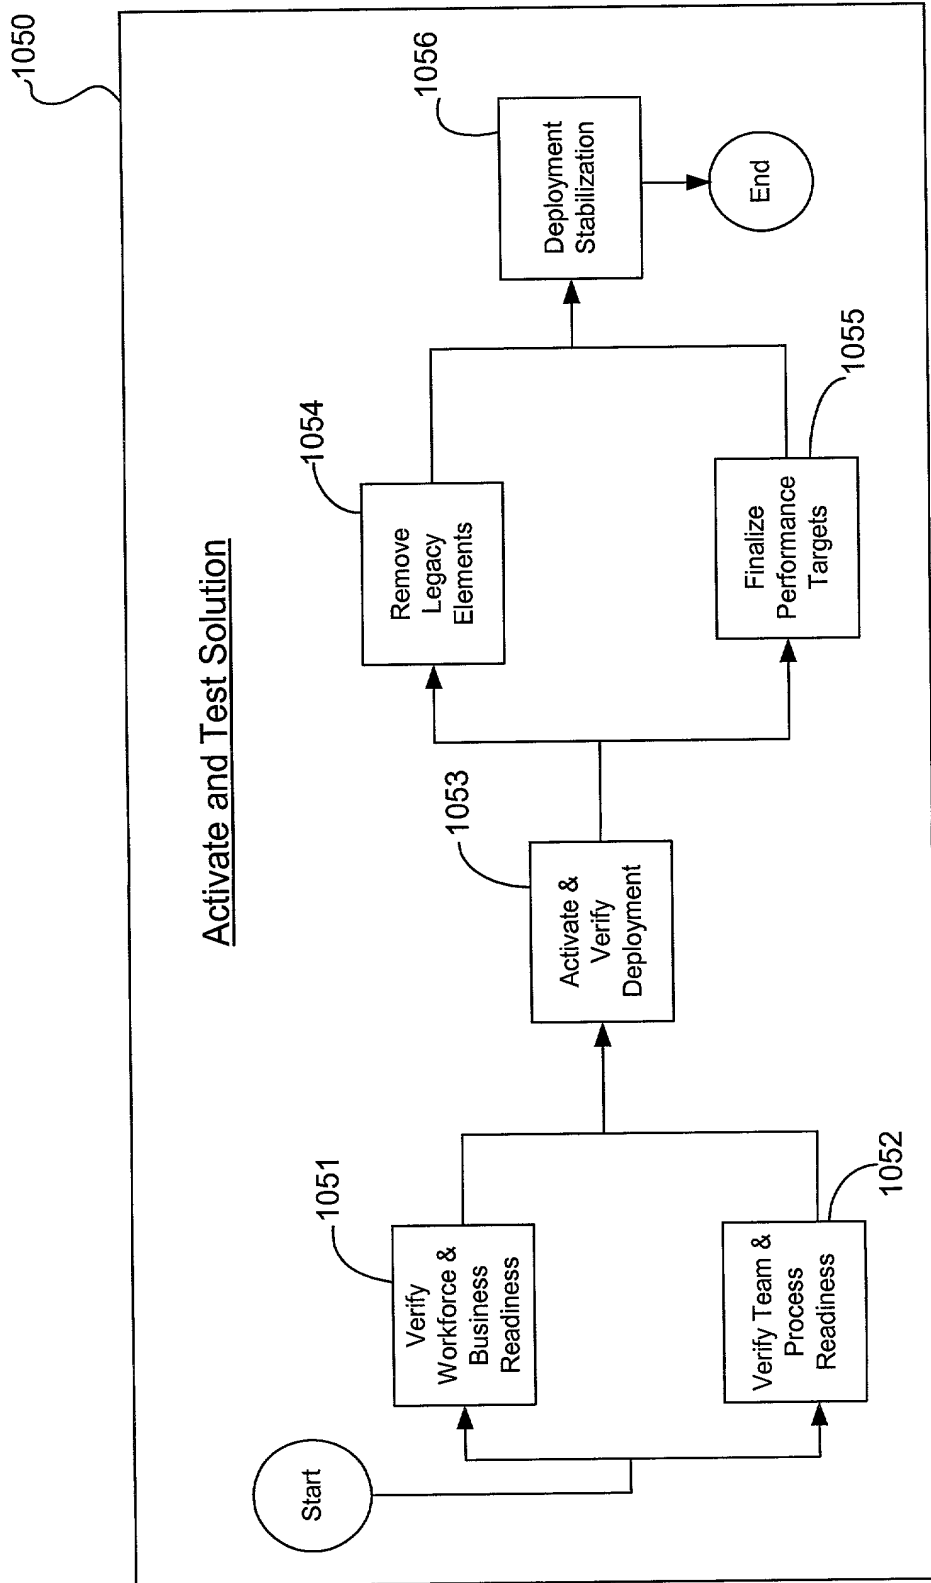 1050
Activate and Test Solution
Start
1051
Verify
Workforce &
Business
Readiness
1052
Verify Team &
Process
Readiness
1053
Activate &
Verify
Deployment
1054
Remove
Legacy
Elements
1055
Finalize
Performance
Targets
1056
Deployment
Stabilization
End